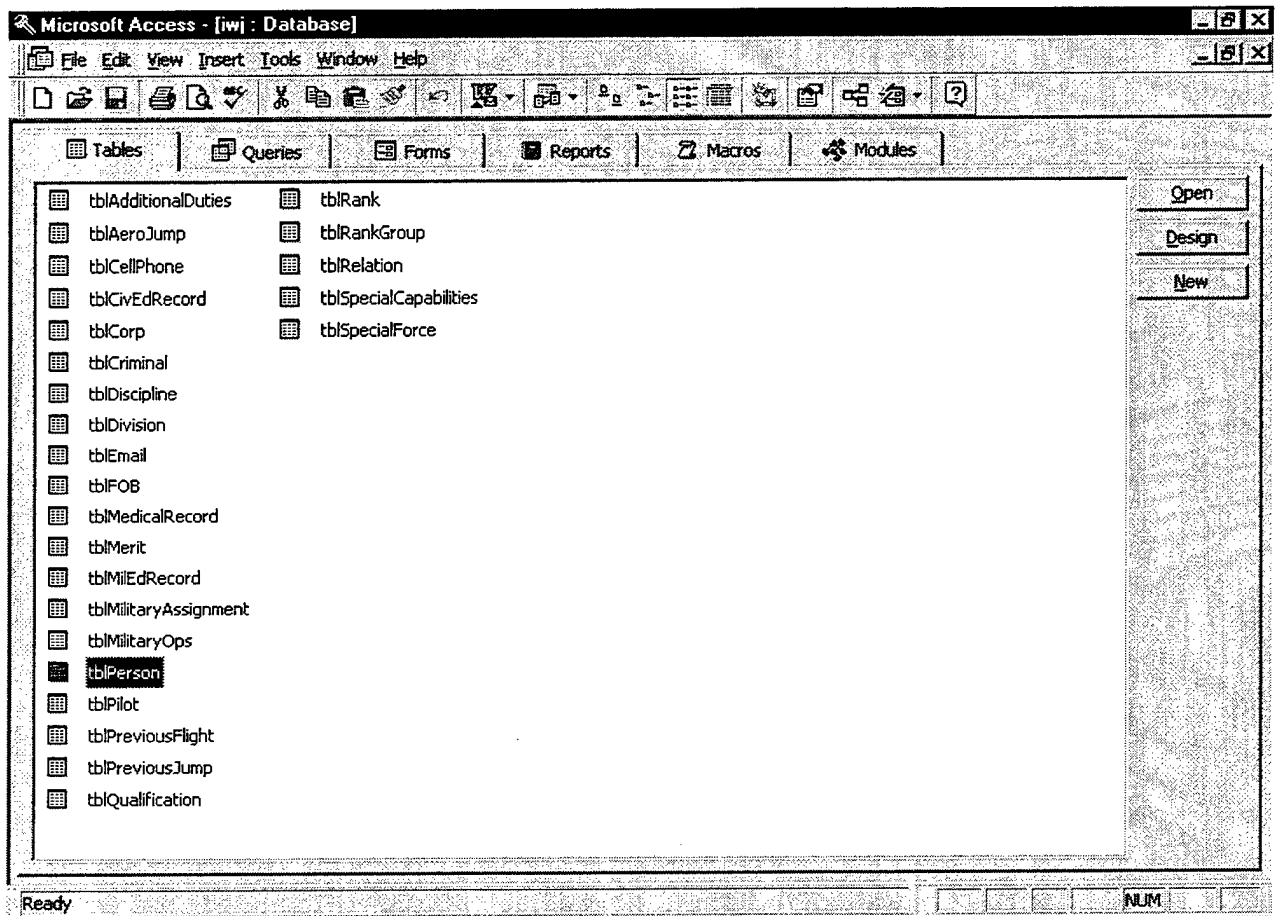 Microsoft Access - [iwj : Database]
File Edit View Insert Tools Window Help
Tables Queries Forms Reports Macros Modules
tblAdditionalDuties tblRank Open
tblAeroJump tblRankGroup Design
tblCellPhone tblRelation New
tblCivEdRecord tblSpecialCapabilities
tblCorp tblSpecialForce
tblCriminal
tblDiscipline
tblDivision
tblEmail
tblFOB
tblMedicalRecord
tblMerit
tblMilEdRecord
tblMilitaryAssignment
tblMilitaryOps
tblPerson
tblPilot
tblPreviousFlight
tblPreviousJump
tblQualification
Ready NUM